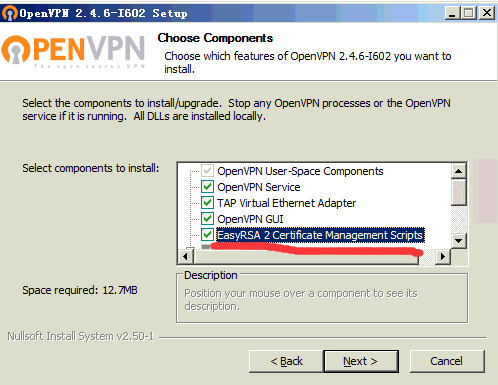 OpenVPN 2.4.6-I602 Setup
OPENVPN
The open source VPN
Choose Components
Choose which features of OpenVPN 2.4.6-I602 you want to
install.
Select the components to install/upgrade. Stop any OpenVPN processes or the OpenVPN
service if it is running. All DLLs are installed locally.
Select components to install:
OpenVPN User-Space Components
OpenVPN Service
TAP Virtual Ethernet Adapter
OpenVPN GUI
EasyRSA 2 Certificate Management Scripts
Space required: 12.7MB
Description
Position your mouse over a component to see its
description.
Nullsoft Install System v2.50-1
< Back
Next >
Cancel